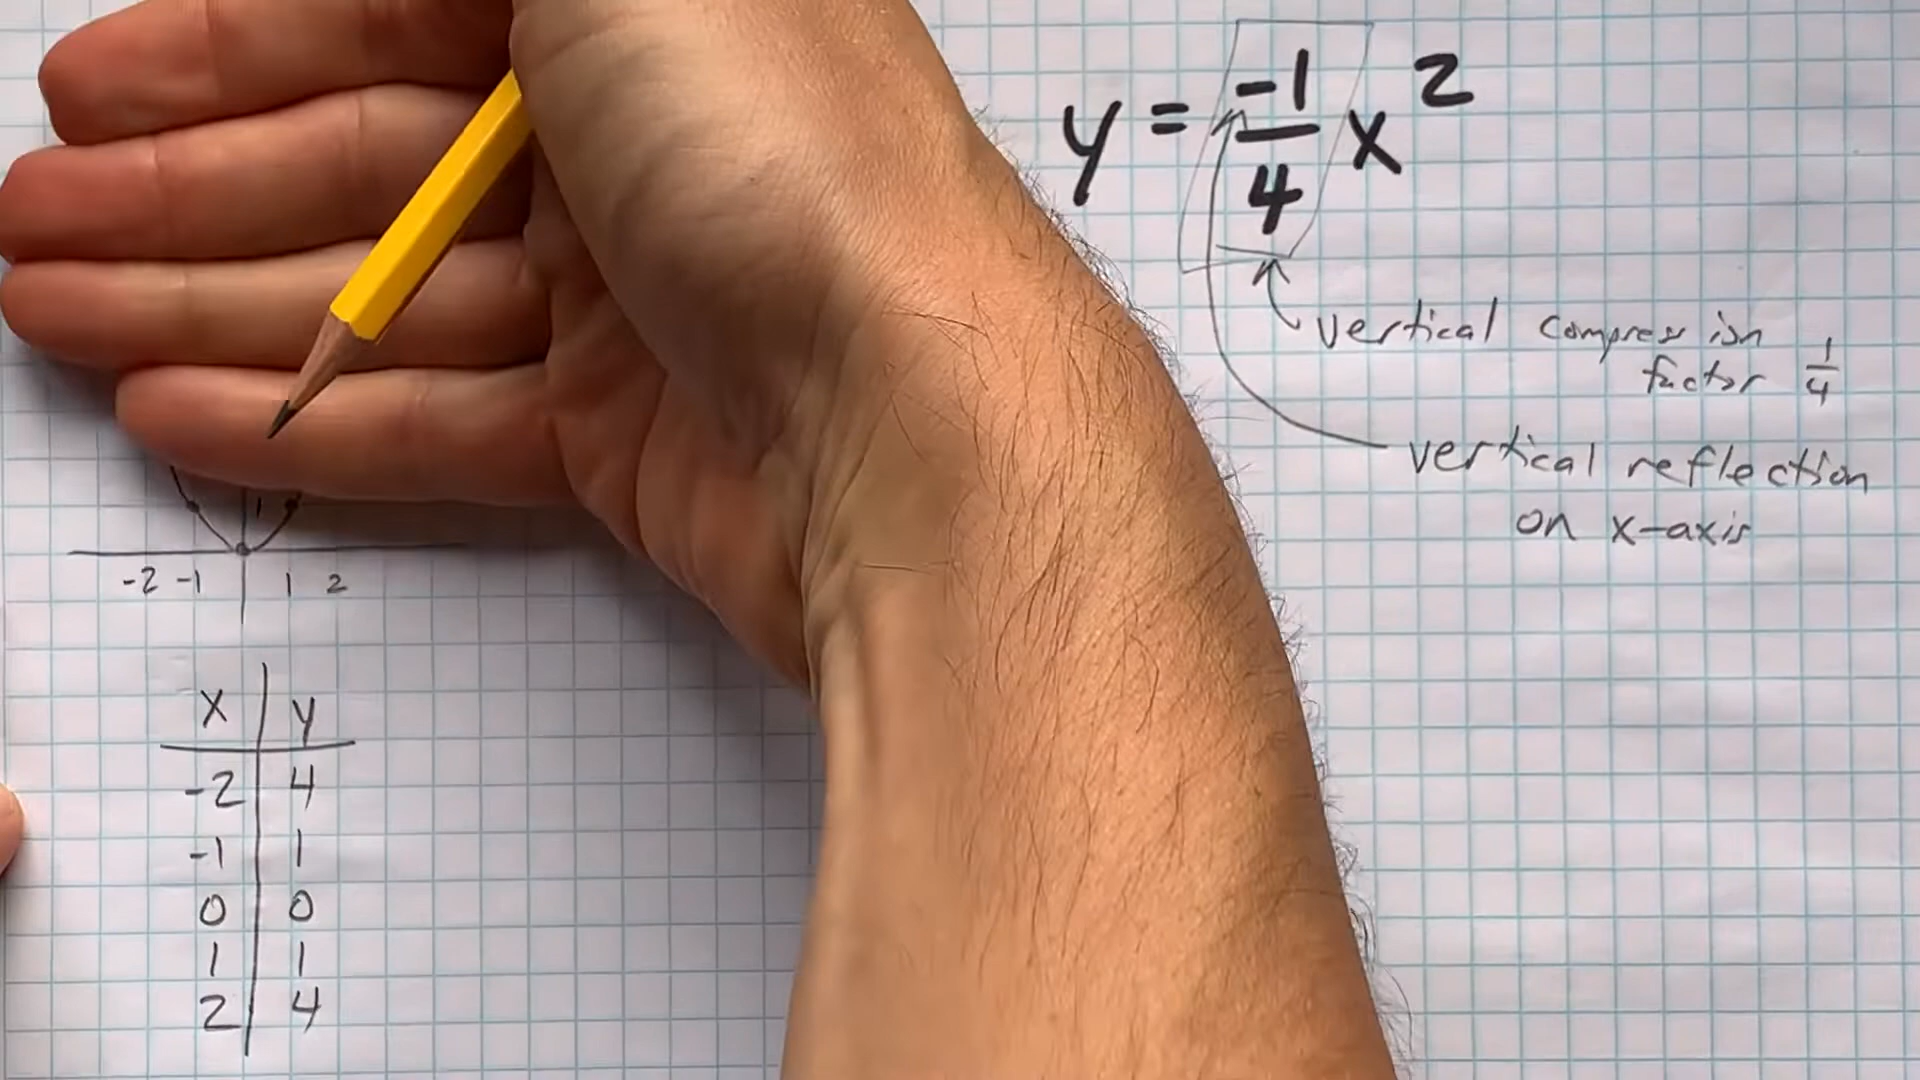 y = -1/4 x²
vertical compression
factor 1/4
vertical reflection
on x-axis
1
-2 -1 1 2
x y
-2 4
-1 1
0 0
1 1
2 4